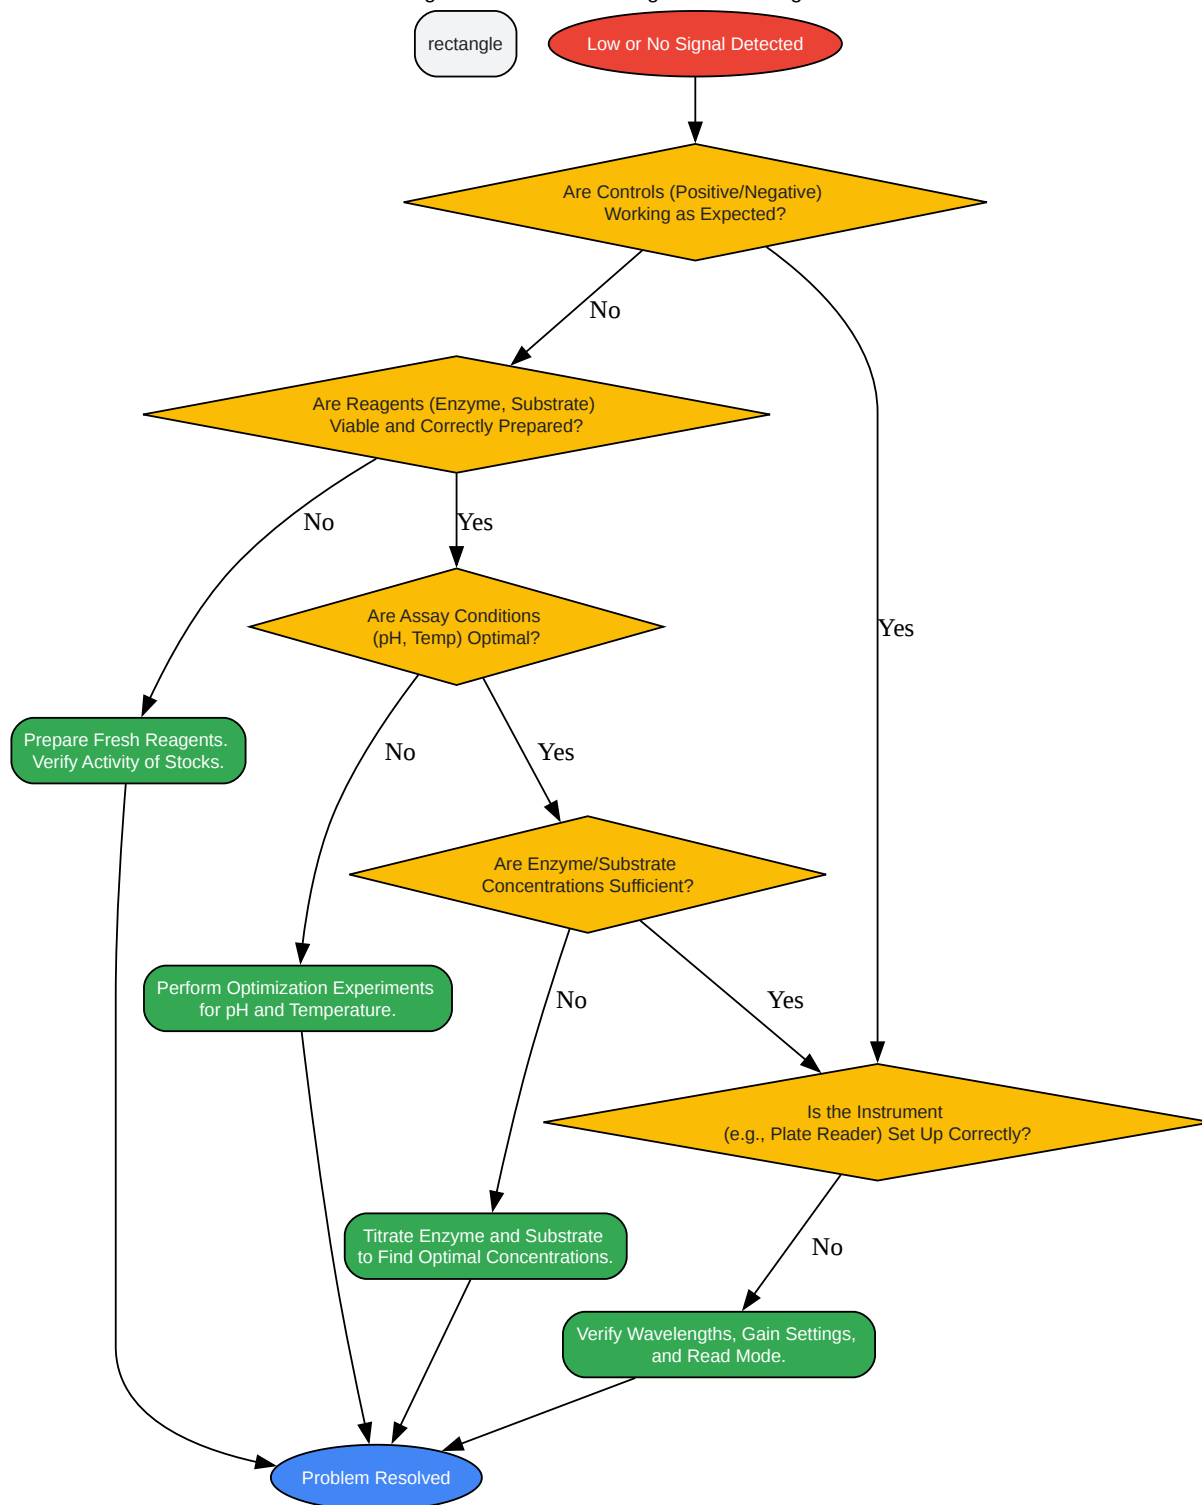 rectangle
Low or No Signal Detected
Are Controls (Positive/Negative)
Working as Expected?
No
Are Reagents (Enzyme, Substrate)
Viable and Correctly Prepared?
No
Yes
Are Assay Conditions
(pH, Temp) Optimal?
Yes
Prepare Fresh Reagents.
Verify Activity of Stocks.
No
Yes
Are Enzyme/Substrate
Concentrations Sufficient?
Perform Optimization Experiments
for pH and Temperature.
No
Yes
Is the Instrument
(e.g., Plate Reader) Set Up Correctly?
Titrate Enzyme and Substrate
to Find Optimal Concentrations.
No
Verify Wavelengths, Gain Settings,
and Read Mode.
Problem Resolved